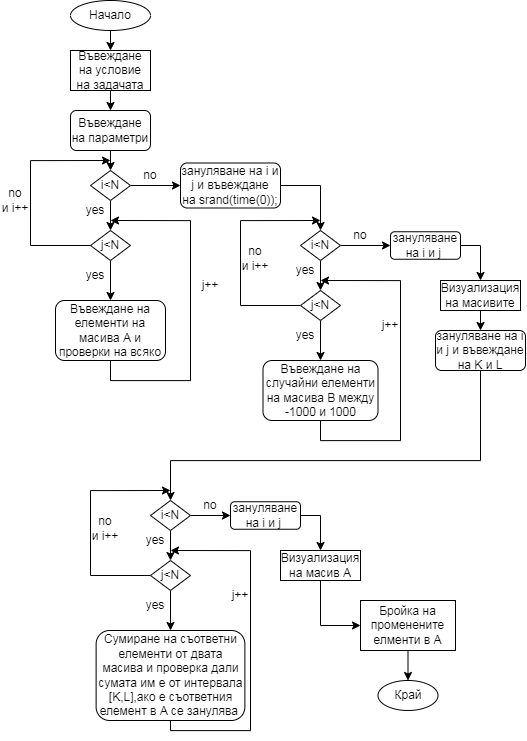 Начало
Въвеждане
на условие
на задачата
Въвеждане
на параметри
i<N
no
no
и i++
yes
j<N
yes
j++
Въвеждане на
елементи на
масива А и
проверки на всяко
зануляване на i и
j и въвеждане
на srand(time(0));
i<N
no
no
и i++
yes
j<N
yes
j++
Въвеждане на
случайни елементи
на масива В между
-1000 и 1000
зануляване
на i и j
Визуализация
на масивите
зануляване на i
и j и въвеждане
на K и L
i<N
no
no
и i++
yes
j<N
yes
j++
Сумиране на съответни
елементи от двата
масива и проверка дали
сумата им е от интервала
[K,L],ако е съответния
елемент в А се занулява
зануляване
на i и j
Визуализация
на масив А
Бройка на
променените
елменти в А
Край